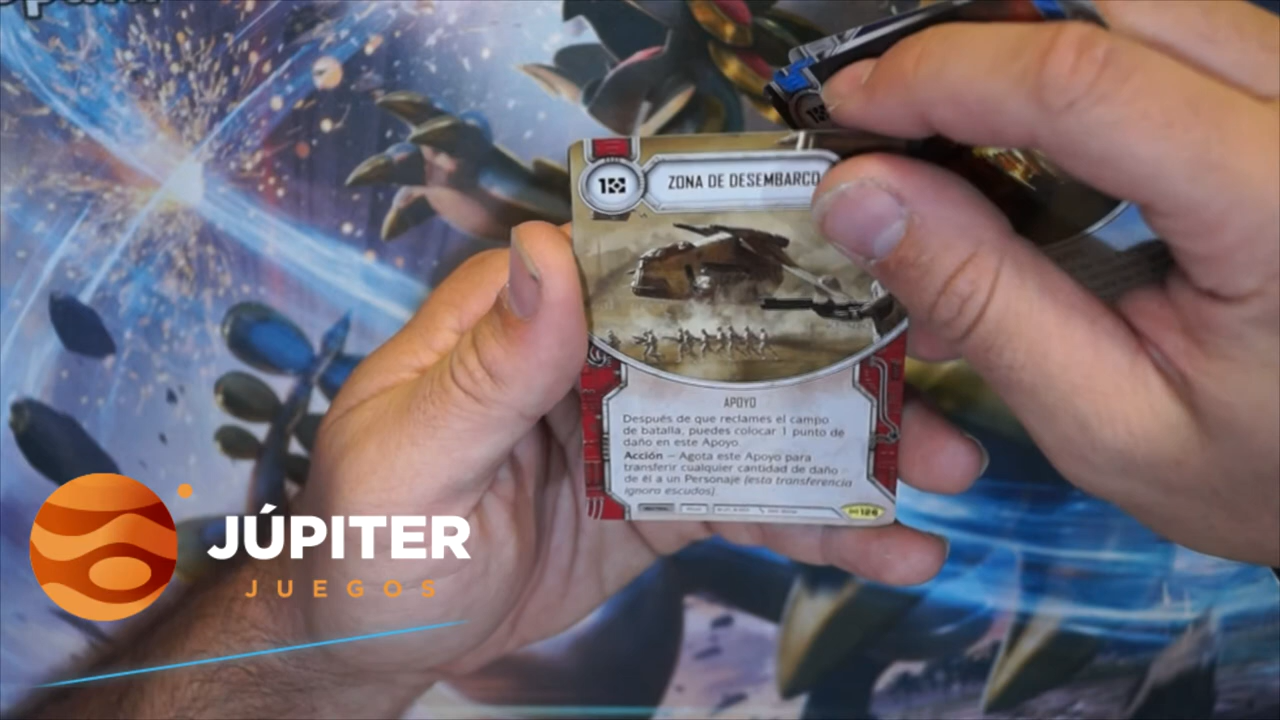 1
ZONA DE DESEMBARCO
APOYO
Después de que reclames el campo
de batalla, puedes colocar 1 punto de
daño en este Apoyo.
Acción – Agota este Apoyo para
transferir cualquier cantidad de daño
de él a un Personaje (esta transferencia
ignora escudos).
126
JÚPITER
JUEGOS